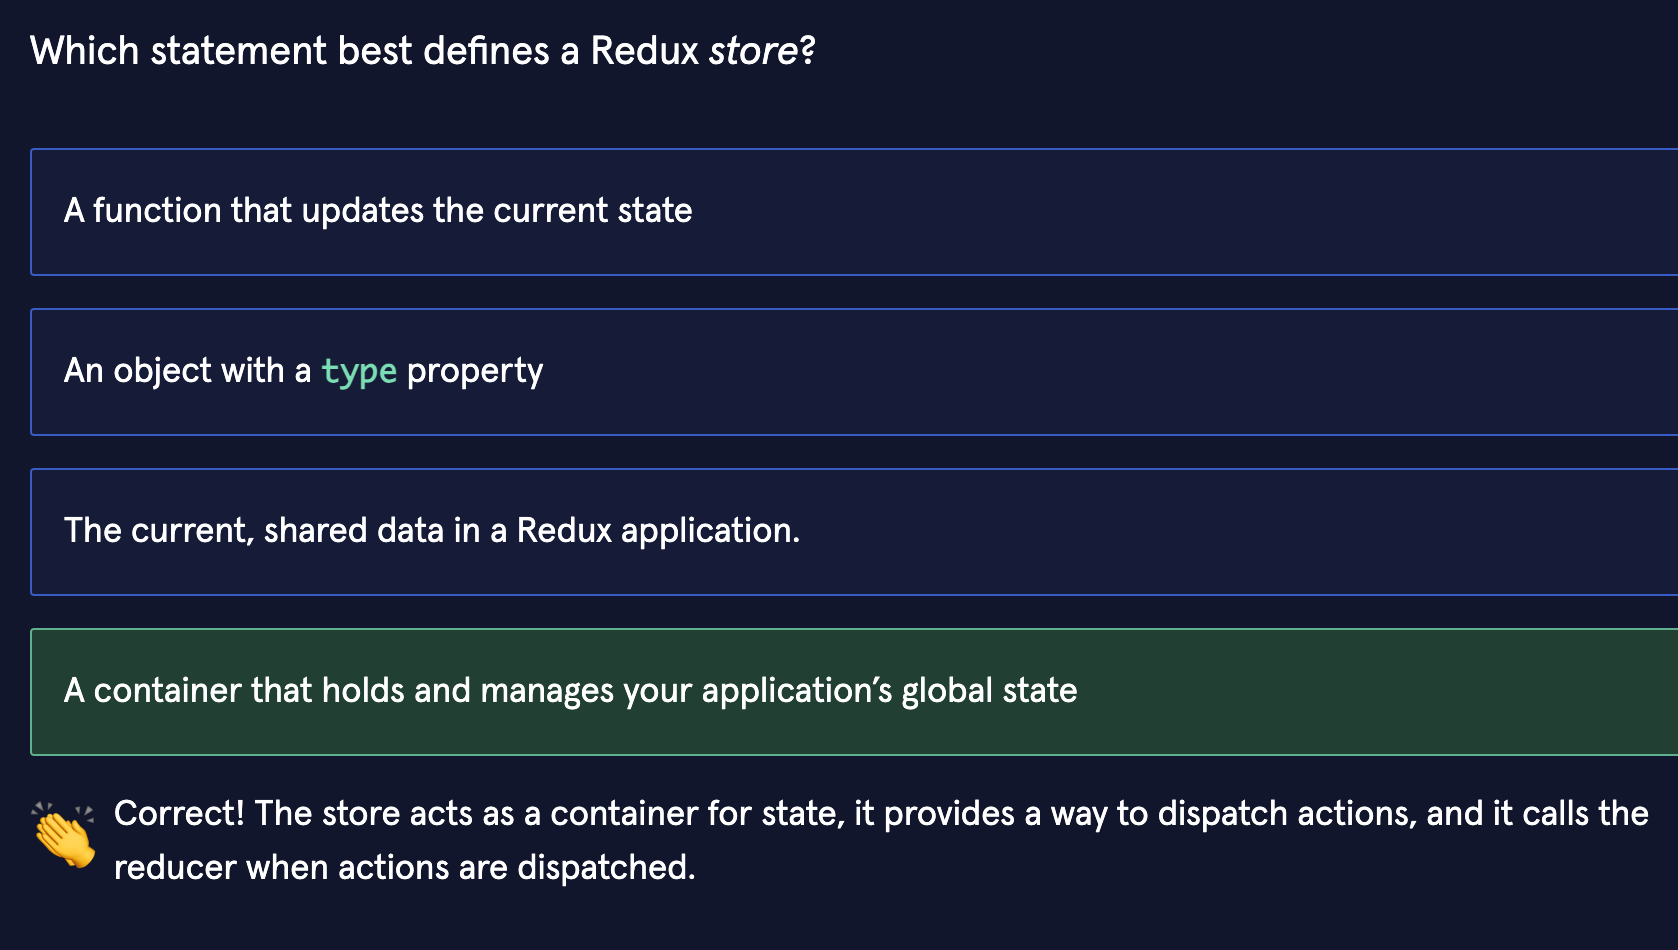 Which statement best defines a Redux store?
A function that updates the current state
An object with a type property
The current, shared data in a Redux application.
A container that holds and manages your application’s global state
Correct! The store acts as a container for state, it provides a way to dispatch actions, and it calls the
reducer when actions are dispatched.